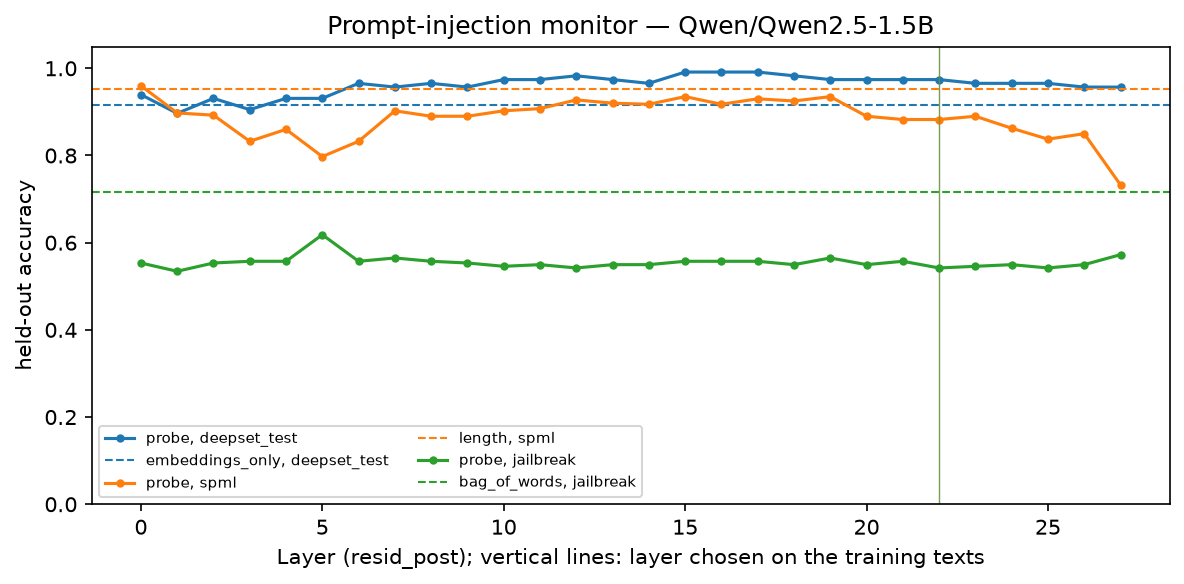 Prompt-injection monitor — Qwen/Qwen2.5-1.5B
held-out accuracy
1.0
0.8
0.6
0.4
0.2
0.0
probe, deepset_test
embeddings_only, deepset_test
probe, spml
length, spml
probe, jailbreak
bag_of_words, jailbreak
0 5 10 15 20 25
Layer (resid_post); vertical lines: layer chosen on the training texts